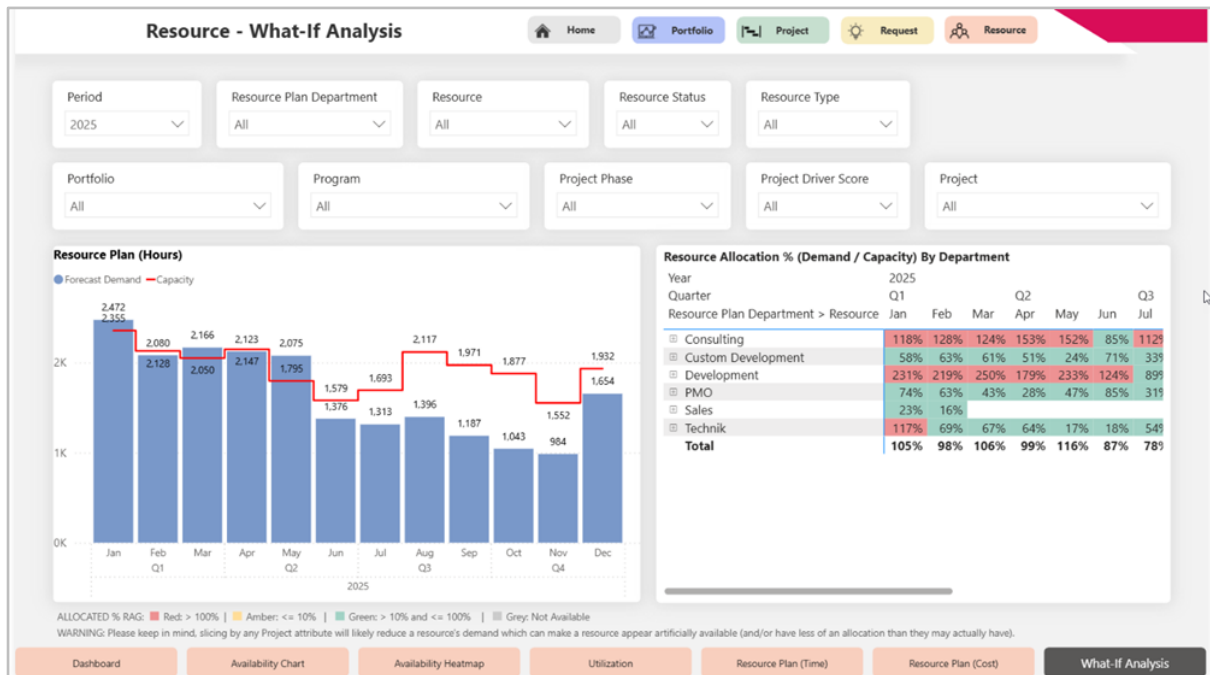 Resource - What-If Analysis
Home
Portfolio
Project
Request
Resource
Period
2025
Resource Plan Department
All
Resource
All
Resource Status
All
Resource Type
All
Portfolio
All
Program
All
Project Phase
All
Project Driver Score
All
Project
All
Resource Plan (Hours)
Forecast Demand Capacity
2,472
2,355
2,080
2,128
2,166
2,050
2,123
2,147
2,075
1,795
1,579
1,376
1,693
1,313
2,117
1,396
1,971
1,187
1,877
1,043
1,552
984
1,932
1,654
2K
1K
0K
Jan Feb Mar Apr May Jun Jul Aug Sep Oct Nov Dec
Q1 Q2 Q3 Q4
2025
Resource Allocation % (Demand / Capacity) By Department
Year 2025
Quarter Q1 Q2 Q3
Resource Plan Department > Resource Jan Feb Mar Apr May Jun Jul
Consulting 118% 128% 124% 153% 152% 85% 112%
Custom Development 58% 63% 61% 51% 24% 71% 33%
Development 231% 219% 250% 179% 233% 124% 89%
PMO 74% 63% 43% 28% 47% 85% 31%
Sales 23% 16%
Technik 117% 69% 67% 64% 17% 18% 54%
Total 105% 98% 106% 99% 116% 87% 78%
ALLOCATED % RAG: Red: > 100% | Amber: <= 10% | Green: > 10% and <= 100% | Grey: Not Available
WARNING: Please keep in mind, slicing by any Project attribute will likely reduce a resource's demand which can make a resource appear artificially available (and/or have less of an allocation than they may actually have).
Dashboard
Availability Chart
Availability Heatmap
Utilization
Resource Plan (Time)
Resource Plan (Cost)
What-If Analysis